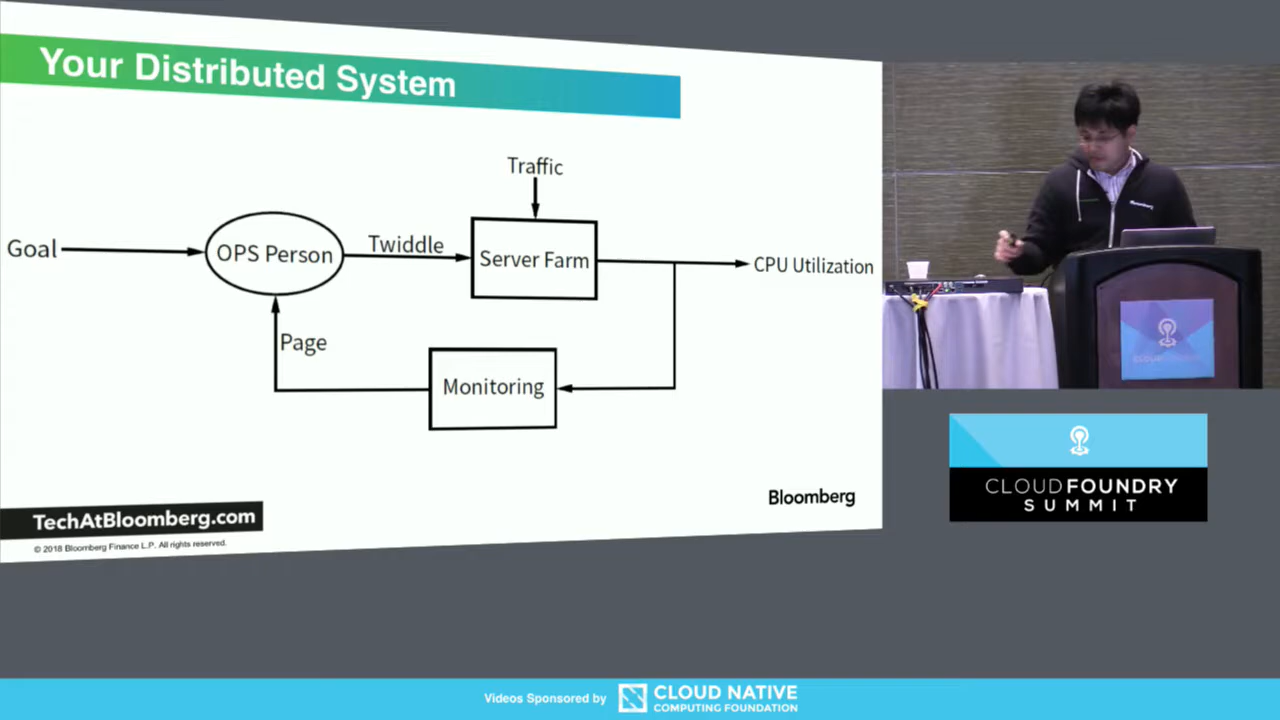 Your Distributed System
Traffic
Goal
OPS Person
Twiddle
Server Farm
CPU Utilization
Page
Monitoring
Bloomberg
TechAtBloomberg.com
© 2018 Bloomberg Finance L.P. All rights reserved.
Bloomberg
CLOUD FOUNDRY
SUMMIT
Videos Sponsored by
CLOUD NATIVE
COMPUTING FOUNDATION